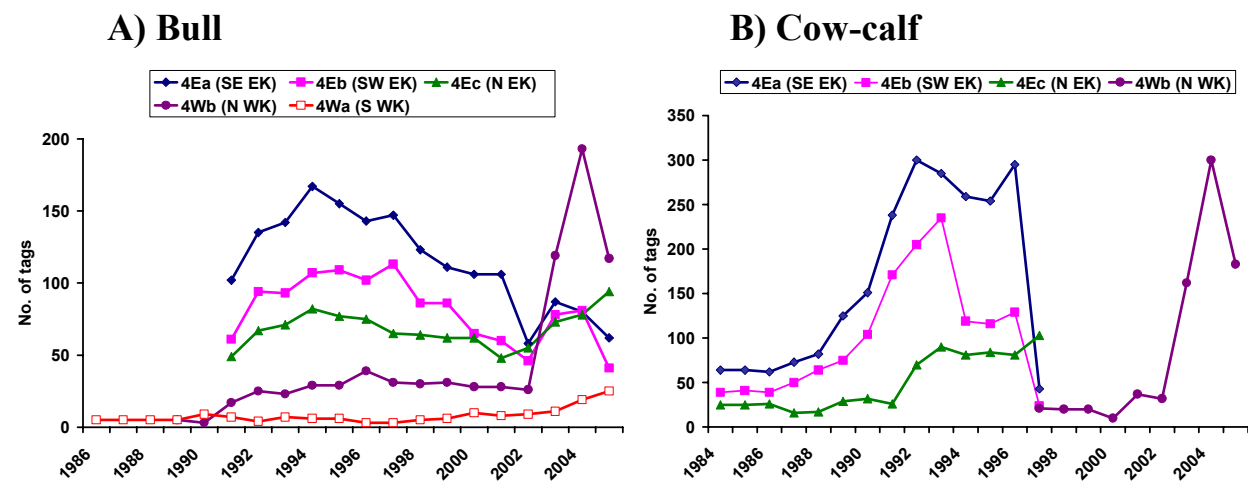 A) Bull
4Ea (SE EK) 4Eb (SW EK) 4Ec (N EK)
4Wb (N WK) 4Wa (S WK)
No. of tags
200
150
100
50
0
1986 1988 1990 1992 1994 1996 1998 2000 2002 2004
B) Cow-calf
4Ea (SE EK) 4Eb (SW EK) 4Ec (N EK) 4Wb (N WK)
No. of tags
350
300
250
200
150
100
50
0
1984 1986 1988 1990 1992 1994 1996 1998 2000 2002 2004